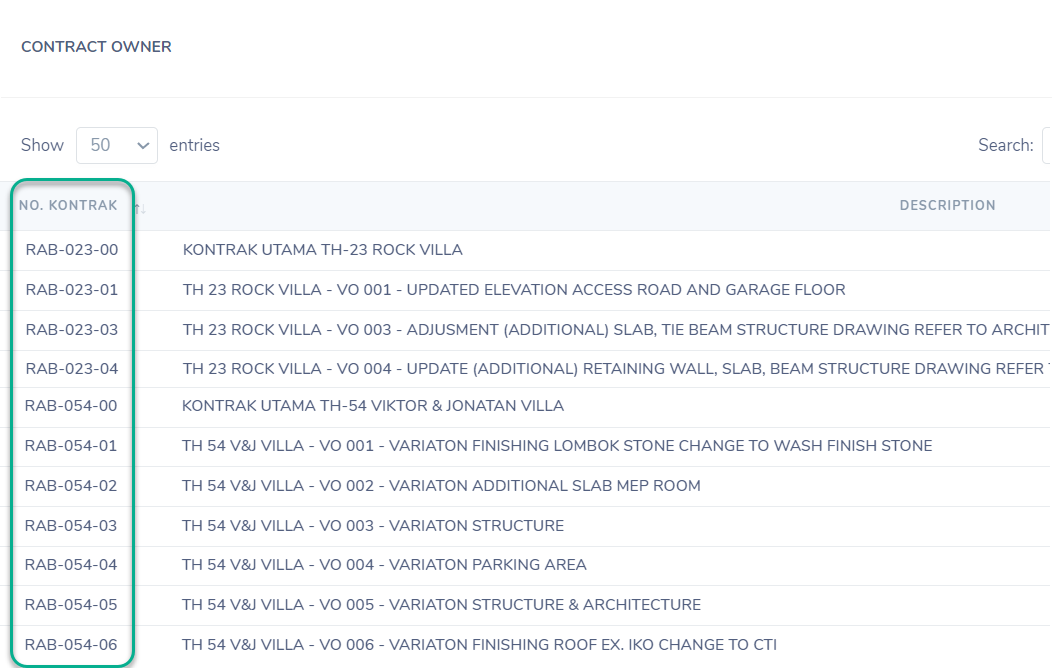 CONTRACT OWNER
Show 50 entries Search:
NO. KONTRAK DESCRIPTION
RAB-023-00 KONTRAK UTAMA TH-23 ROCK VILLA
RAB-023-01 TH 23 ROCK VILLA - VO 001 - UPDATED ELEVATION ACCESS ROAD AND GARAGE FLOOR
RAB-023-03 TH 23 ROCK VILLA - VO 003 - ADJUSMENT (ADDITIONAL) SLAB, TIE BEAM STRUCTURE DRAWING REFER TO ARCHIT
RAB-023-04 TH 23 ROCK VILLA - VO 004 - UPDATE (ADDITIONAL) RETAINING WALL, SLAB, BEAM STRUCTURE DRAWING REFER
RAB-054-00 KONTRAK UTAMA TH-54 VIKTOR & JONATAN VILLA
RAB-054-01 TH 54 V&J VILLA - VO 001 - VARIATON FINISHING LOMBOK STONE CHANGE TO WASH FINISH STONE
RAB-054-02 TH 54 V&J VILLA - VO 002 - VARIATON ADDITIONAL SLAB MEP ROOM
RAB-054-03 TH 54 V&J VILLA - VO 003 - VARIATON STRUCTURE
RAB-054-04 TH 54 V&J VILLA - VO 004 - VARIATON PARKING AREA
RAB-054-05 TH 54 V&J VILLA - VO 005 - VARIATON STRUCTURE & ARCHITECTURE
RAB-054-06 TH 54 V&J VILLA - VO 006 - VARIATON FINISHING ROOF EX. IKO CHANGE TO CTI